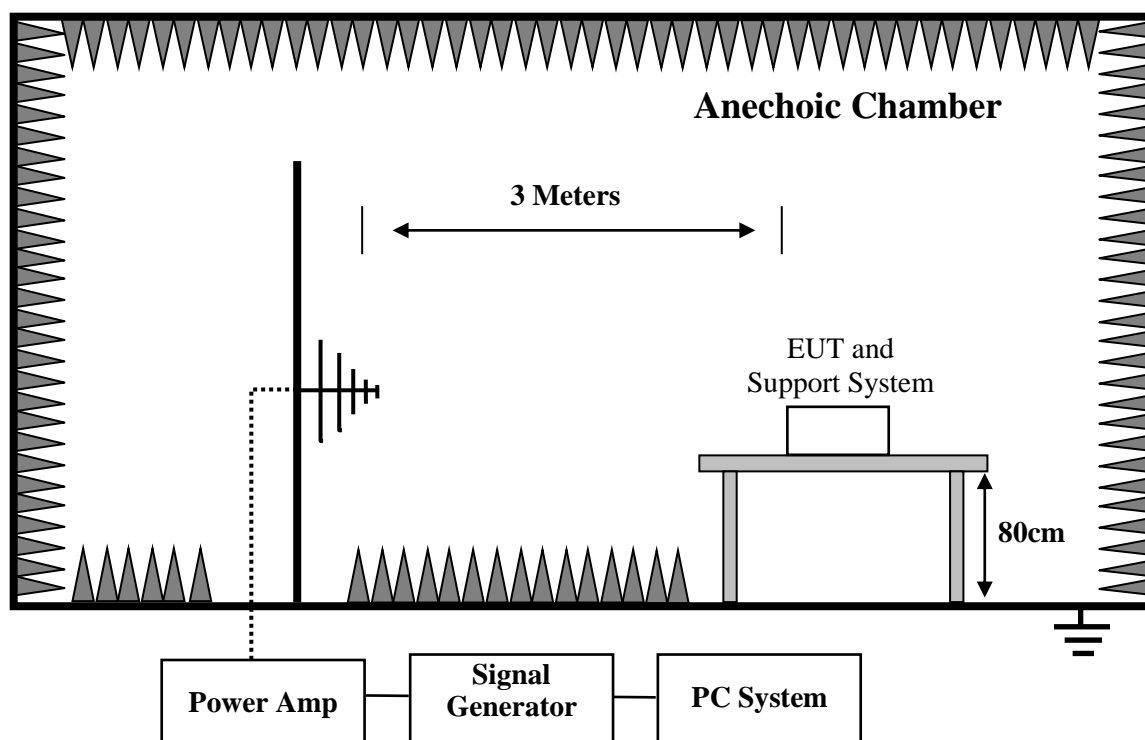 Anechoic Chamber
3 Meters
EUT and
Support System
80cm
Power Amp
Signal
Generator
PC System